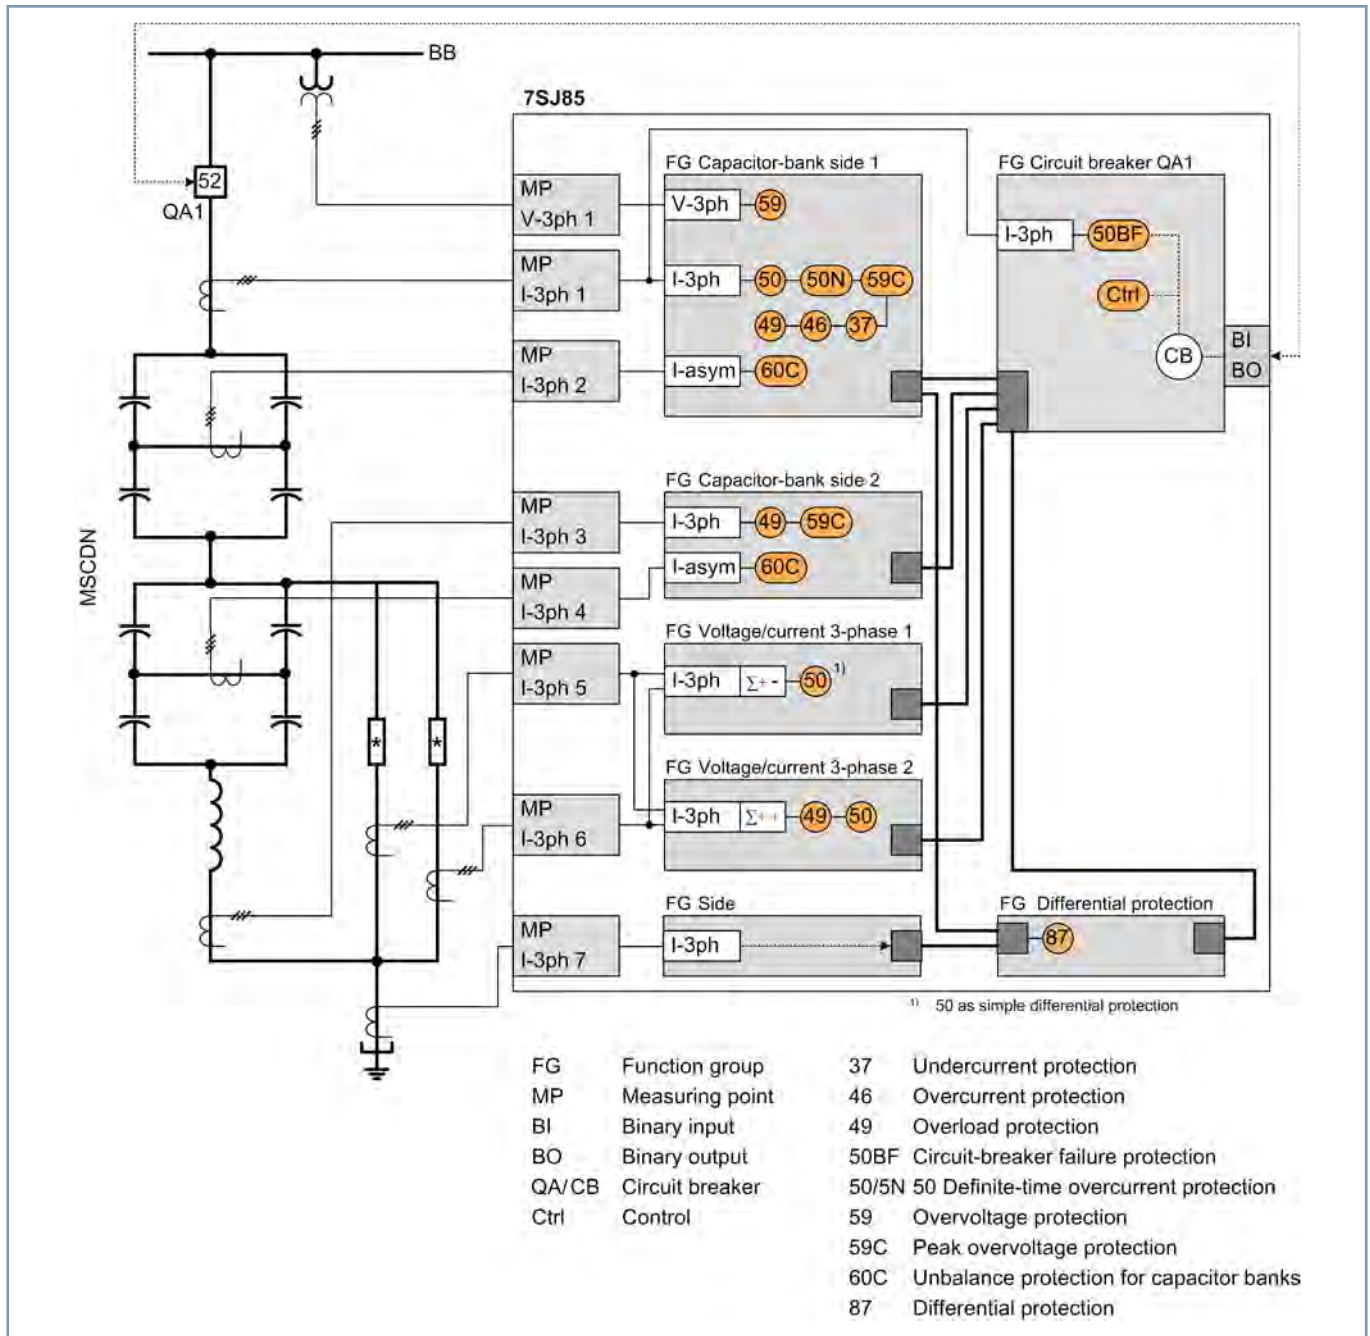 BB
7SJ85
52
QA1
MSCDN
MP
V-3ph 1
MP
I-3ph 1
MP
I-3ph 2
MP
I-3ph 3
MP
I-3ph 4
MP
I-3ph 5
MP
I-3ph 6
MP
I-3ph 7
FG Capacitor-bank side 1
V-3ph 59
I-3ph 50 50N 59C
49 46 37
I-asym 60C
FG Circuit breaker QA1
I-3ph 50BF
Ctrl
CB
BI
BO
FG Capacitor-bank side 2
I-3ph 49 59C
I-asym 60C
FG Voltage/current 3-phase 1
I-3ph Σ+ - 50 1)
FG Voltage/current 3-phase 2
I-3ph Σ+ + 49 50
* *
FG Side
I-3ph
FG Differential protection
87
1) 50 as simple differential protection
FG Function group
MP Measuring point
BI Binary input
BO Binary output
QA/CB Circuit breaker
Ctrl Control
37 Undercurrent protection
46 Overcurrent protection
49 Overload protection
50BF Circuit-breaker failure protection
50/5N 50 Definite-time overcurrent protection
59 Overvoltage protection
59C Peak overvoltage protection
60C Unbalance protection for capacitor banks
87 Differential protection